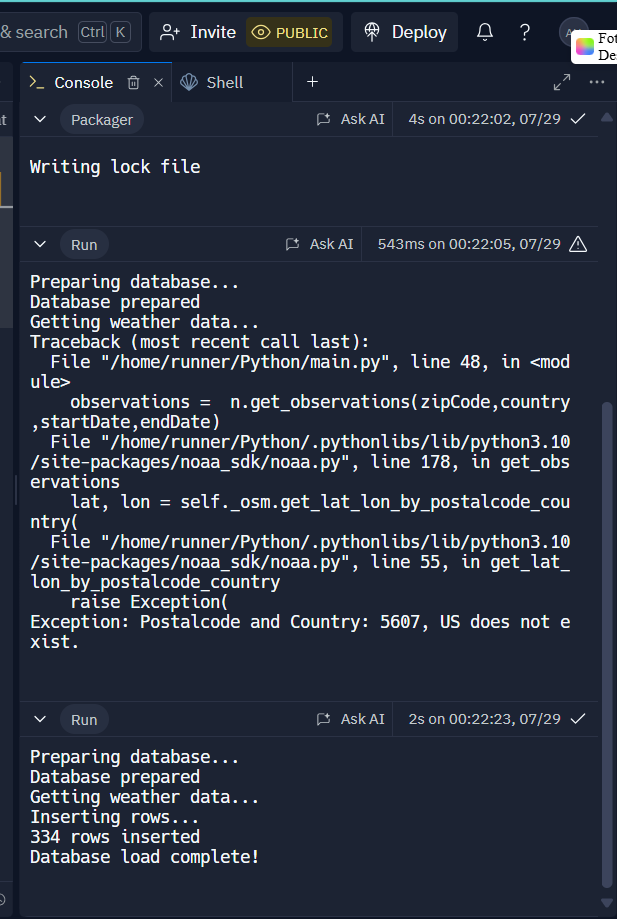 & search Ctrl K Invite PUBLIC Deploy ?
Console Shell
Packager Ask AI 4s on 00:22:02, 07/29
Writing lock file
Run Ask AI 543ms on 00:22:05, 07/29
Preparing database...
Database prepared
Getting weather data...
Traceback (most recent call last):
  File "/home/runner/Python/main.py", line 48, in <mod
ule>
    observations =  n.get_observations(zipCode,country
,startDate,endDate)
  File "/home/runner/Python/.pythonlibs/lib/python3.10
/site-packages/noaa_sdk/noaa.py", line 178, in get_obs
ervations
    lat, lon = self._osm.get_lat_lon_by_postalcode_cou
ntry(
  File "/home/runner/Python/.pythonlibs/lib/python3.10
/site-packages/noaa_sdk/noaa.py", line 55, in get_lat_
lon_by_postalcode_country
    raise Exception(
Exception: Postalcode and Country: 5607, US does not e
xist.
Run Ask AI 2s on 00:22:23, 07/29
Preparing database...
Database prepared
Getting weather data...
Inserting rows...
334 rows inserted
Database load complete!